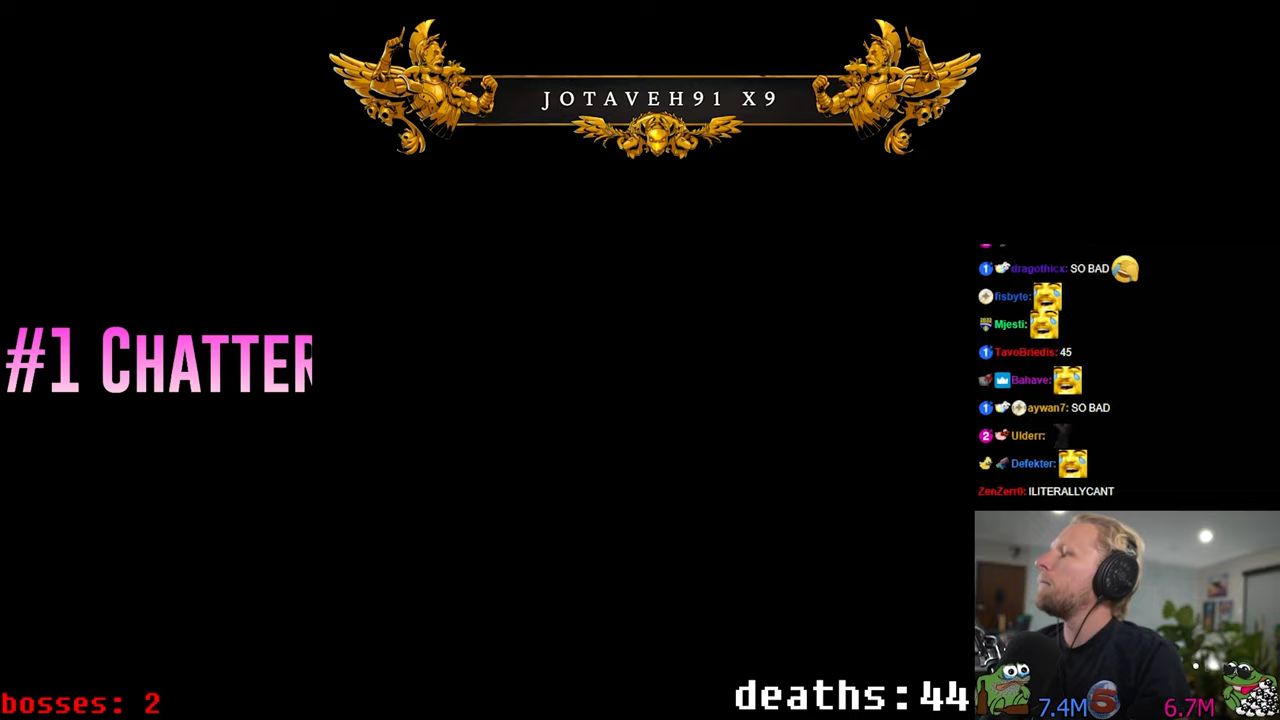 JOTAVEH91 X9
#1 CHATTER
dragothicx: SO BAD
fisbyte:
Mjesti:
TavoBriedis: 45
Bahave:
aywan7: SO BAD
Ulderr:
Defekter:
ZenZerr0: ILITERALLYCANT
bosses: 2
deaths:44
7.4M
6.7M